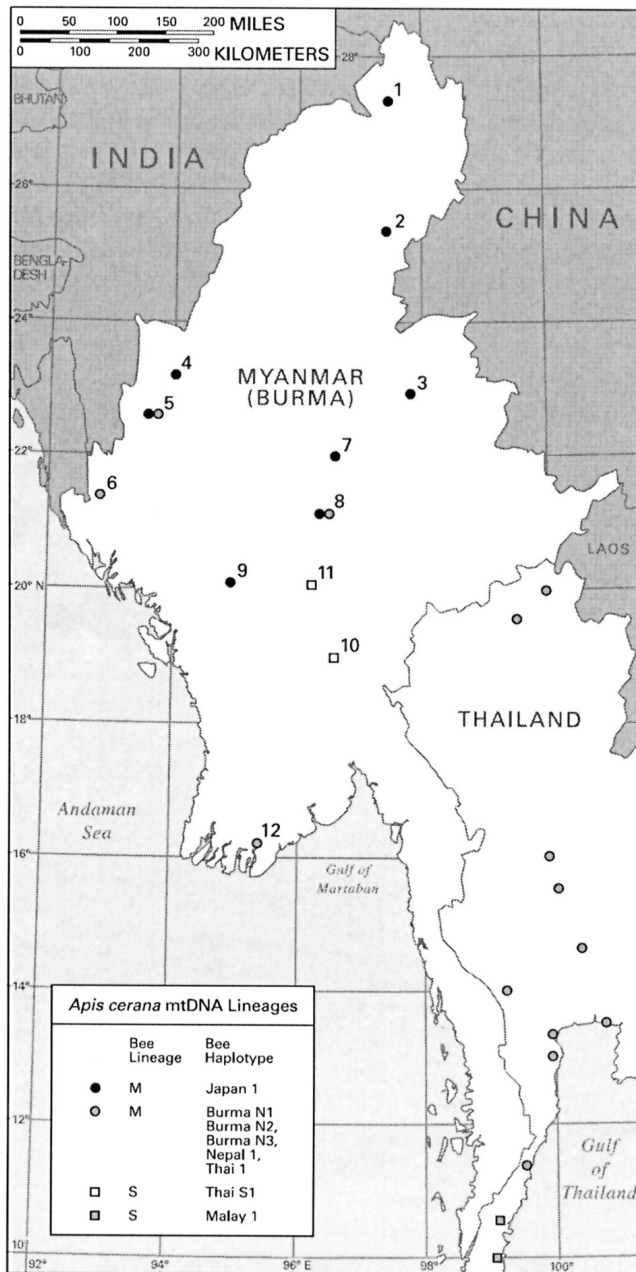 0 50 100 150 200 MILES
0 100 200 300 KILOMETERS
28°
1
BHUTAN
INDIA
26°
2
CHINA
BENGLA-
DESH
24°
4
MYANMAR
(BURMA)
3
5
22°
7
6
8
LAOS
20° N
9
11
10
18°
THAILAND
Andaman
Sea
12
16°
Gulf of
Martaban
14°
Apis cerana mtDNA Lineages
Bee Lineage Bee Haplotype
M Japan 1
M Burma N1
Burma N2,
Burma N3,
Nepal 1,
Thai 1
S Thai S1
S Malay 1
12°
Gulf
of
Thailand
10°
92° 94° 96° 98° 100°